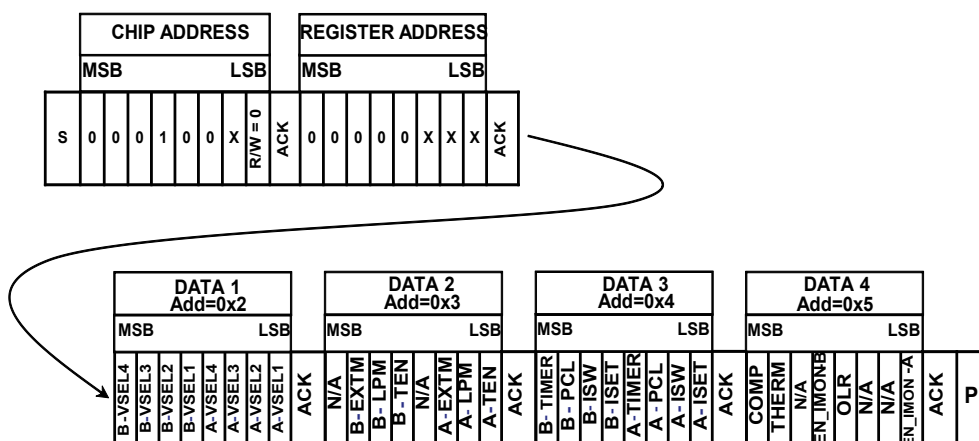 CHIP ADDRESS REGISTER ADDRESS
MSB LSB MSB LSB
S 0 0 0 1 0 0 X R/W = 0 ACK 0 0 0 0 0 X X X ACK
DATA 1 DATA 2 DATA 3 DATA 4
Add=0x2 Add=0x3 Add=0x4 Add=0x5
MSB LSB MSB LSB MSB LSB MSB LSB
B-VSEL4 B-VSEL3 B-VSEL2 B-VSEL1 A-VSEL4 A-VSEL3 A-VSEL2 A-VSEL1 ACK N/A B-EXTM B-LPM B-TEN N/A A-EXTM A-LPM A-TEN ACK B-TIMER B-PCL B-ISW B-ISET A-TIMER A-PCL A-ISW A-ISET ACK COMP THERM N/A EN_IMON-B OLR N/A N/A EN_IMON-A ACK P